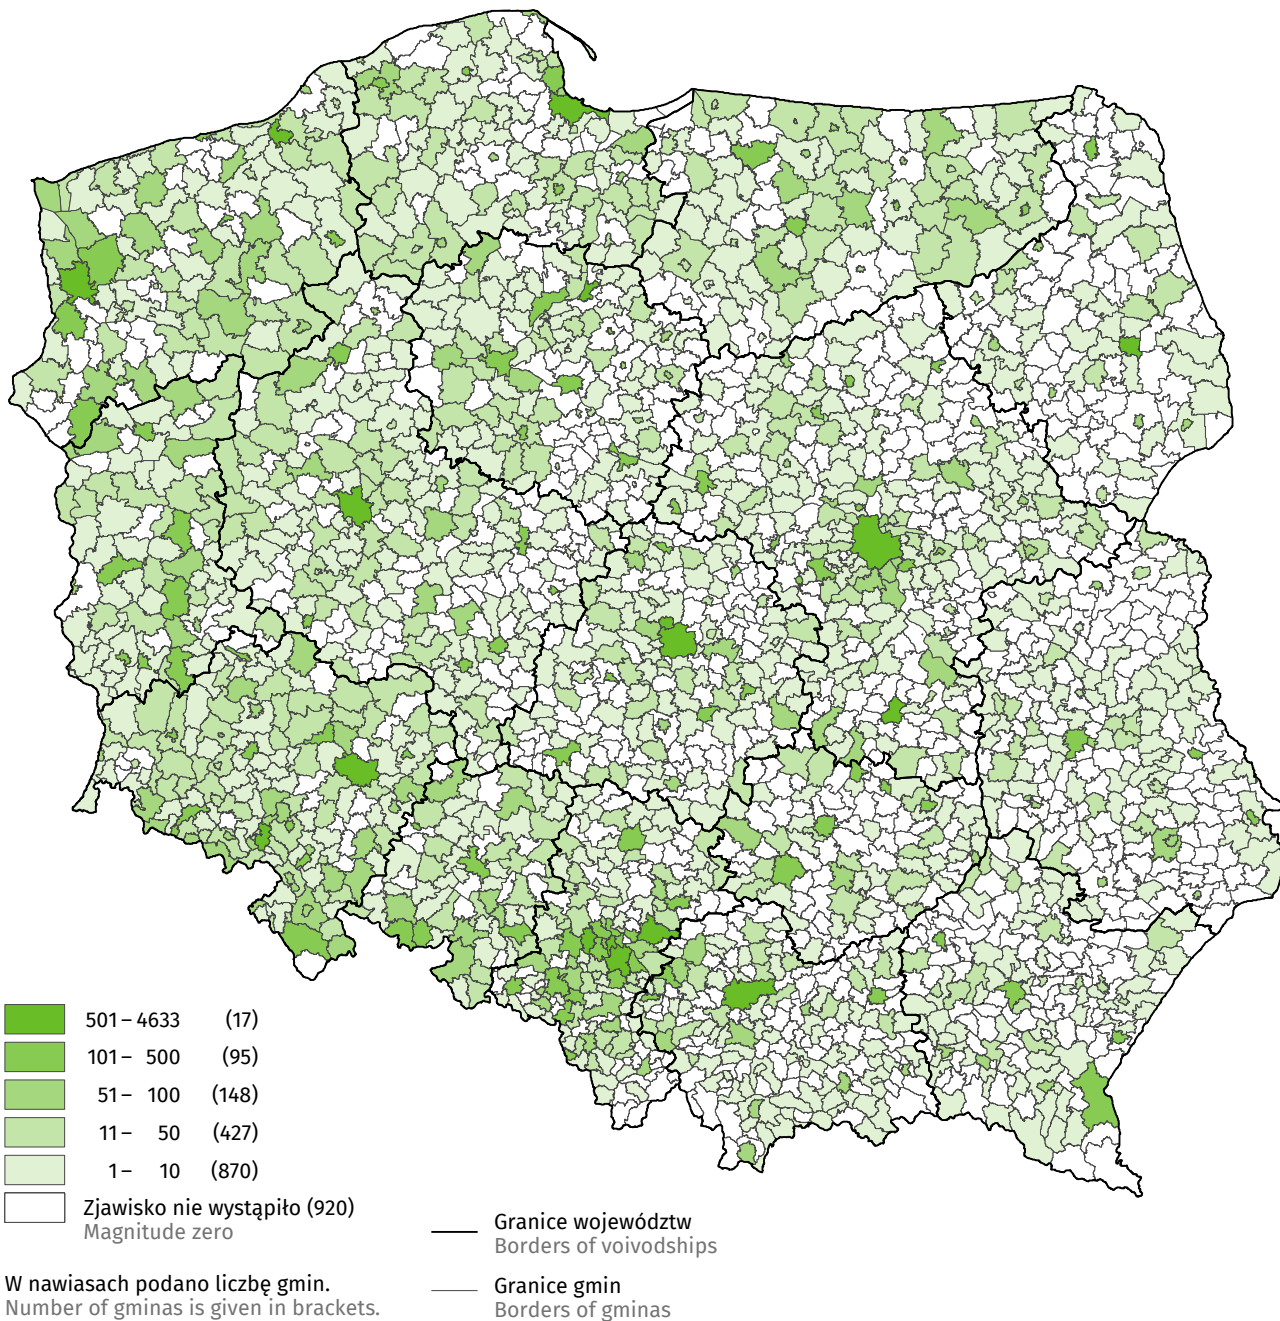 501 – 4633 (17)
101 – 500 (95)
51 – 100 (148)
11 – 50 (427)
1 – 10 (870)
Zjawisko nie wystąpiło (920)
Magnitude zero
Granice województw
Borders of voivodships
W nawiasach podano liczbę gmin.
Number of gminas is given in brackets.
Granice gmin
Borders of gminas